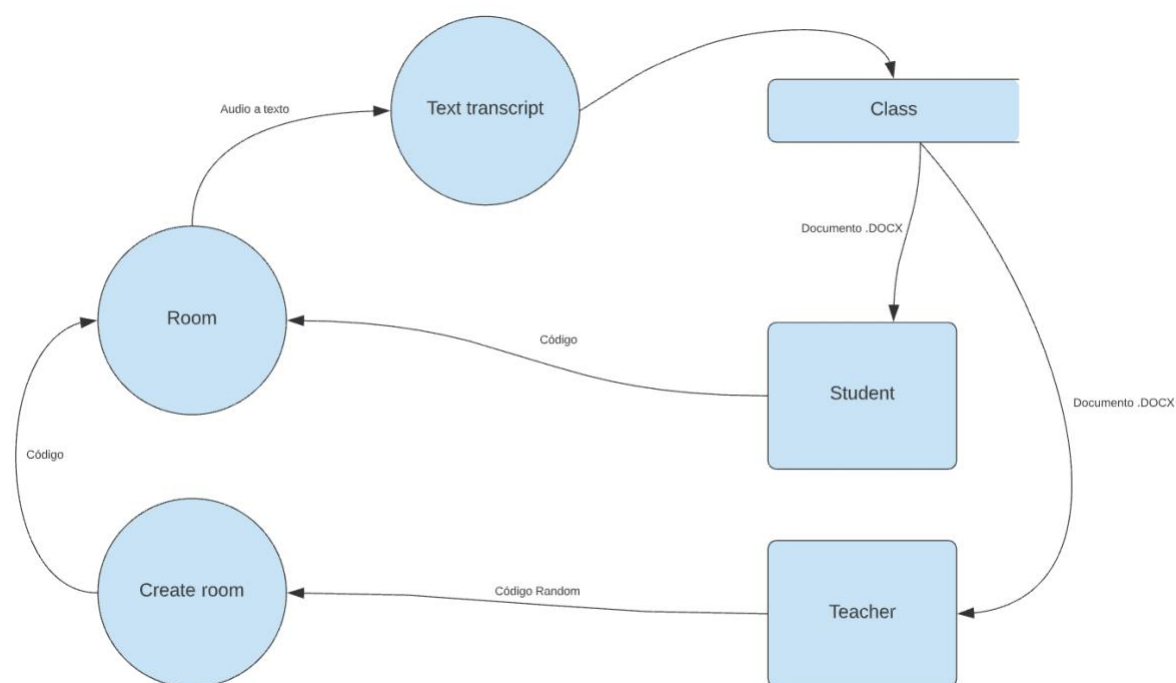 Text transcript
Class
Audio a texto
Documento .DOCX
Room
Código
Student
Documento .DOCX
Código
Create room
Código Random
Teacher